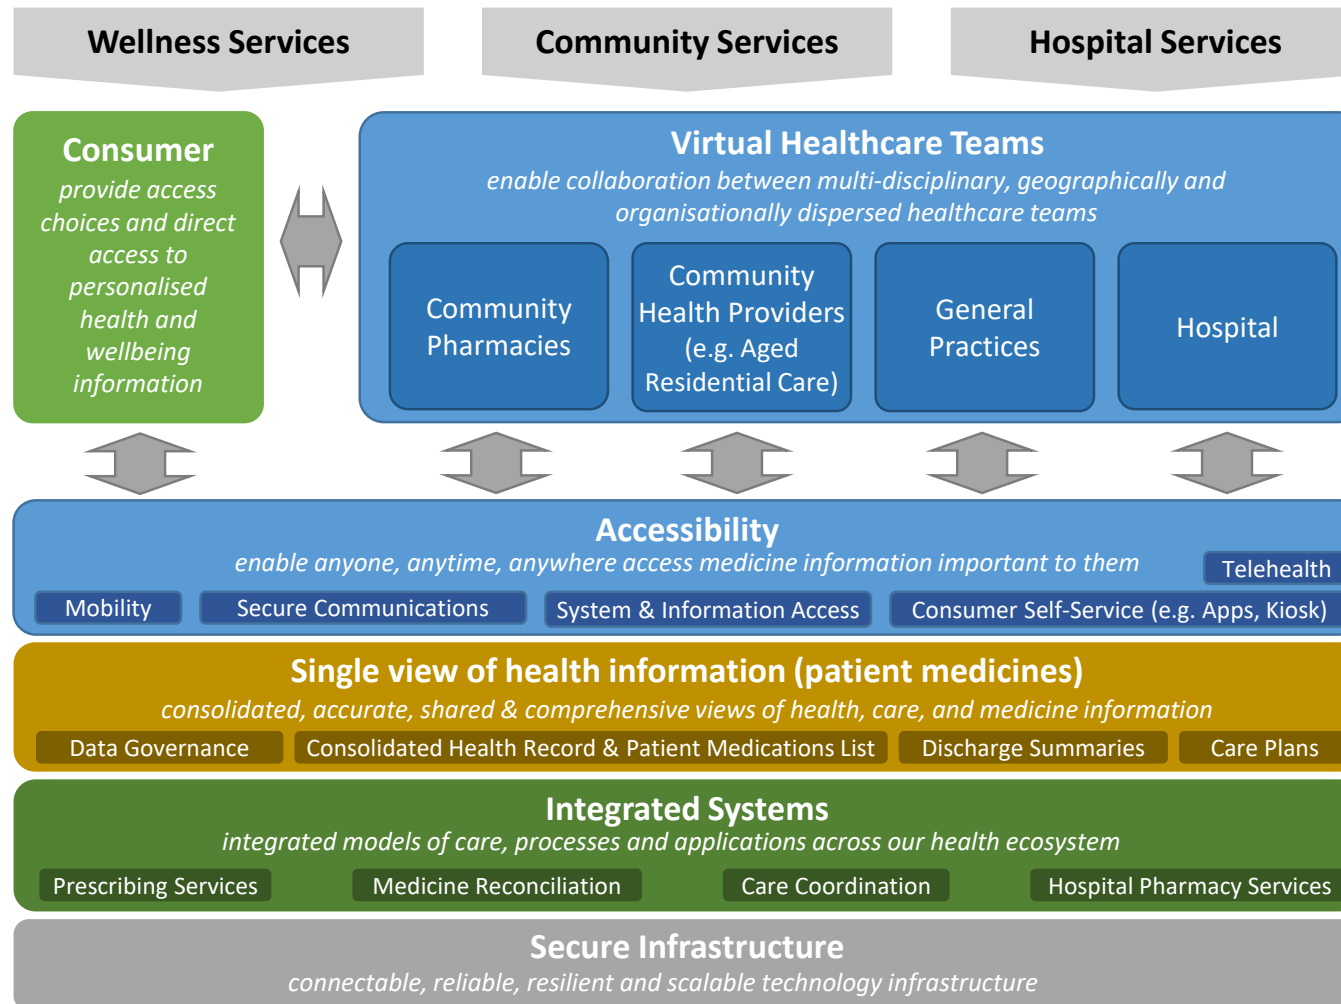 Wellness Services
Community Services
Hospital Services
Consumer
provide access
choices and direct
access to
personalised
health and
wellbeing
information
Virtual Healthcare Teams
enable collaboration between multi-disciplinary, geographically and
organisationally dispersed healthcare teams
Community
Pharmacies
Community
Health Providers
(e.g. Aged
Residential Care)
General
Practices
Hospital
Accessibility
enable anyone, anytime, anywhere access medicine information important to them
Telehealth
Mobility
Secure Communications
System & Information Access
Consumer Self-Service (e.g. Apps, Kiosk)
Single view of health information (patient medicines)
consolidated, accurate, shared & comprehensive views of health, care, and medicine information
Data Governance
Consolidated Health Record & Patient Medications List
Discharge Summaries
Care Plans
Integrated Systems
integrated models of care, processes and applications across our health ecosystem
Prescribing Services
Medicine Reconciliation
Care Coordination
Hospital Pharmacy Services
Secure Infrastructure
connectable, reliable, resilient and scalable technology infrastructure